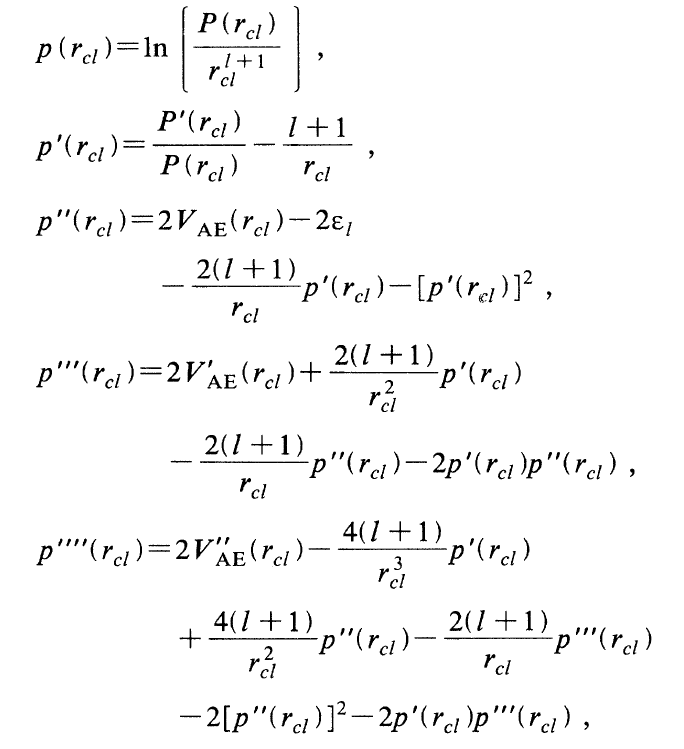 p(r_{cl})=ln [P(r_{cl})/r_{cl}^{l+1}] ,
p′(r_{cl})=P′(r_{cl})/P(r_{cl}) − (l+1)/r_{cl} ,
p′′(r_{cl})=2V_{AE}(r_{cl})−2ε_l
−(2(l+1)/r_{cl})p′(r_{cl})−[p′(r_{cl})]² ,
p′′′(r_{cl})=2V′_{AE}(r_{cl})+(2(l+1)/r_{cl}^2)p′(r_{cl})
−(2(l+1)/r_{cl})p′′(r_{cl})−2p′(r_{cl})p′′(r_{cl}) ,
p′′′′(r_{cl})=2V′′_{AE}(r_{cl})−(4(l+1)/r_{cl}^3)p′(r_{cl})
+(4(l+1)/r_{cl}^2)p′′(r_{cl})−(2(l+1)/r_{cl})p′′′(r_{cl})
−2[p′′(r_{cl})]²−2p′(r_{cl})p′′′(r_{cl}) ,